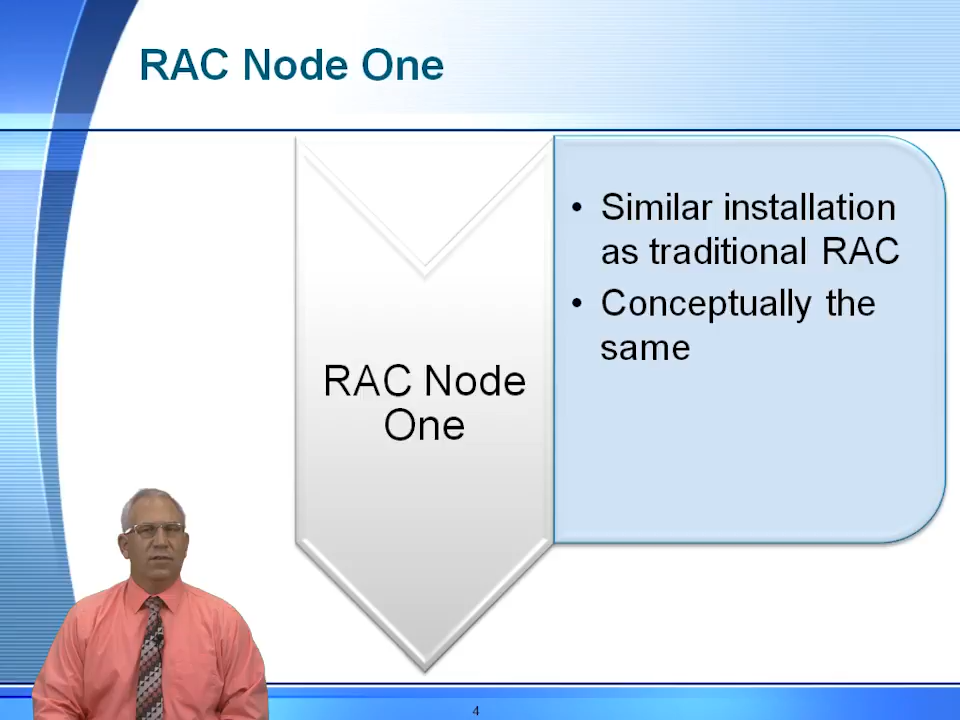 RAC Node One
• Similar installation
as traditional RAC
• Conceptually the
same
RAC Node
One
4